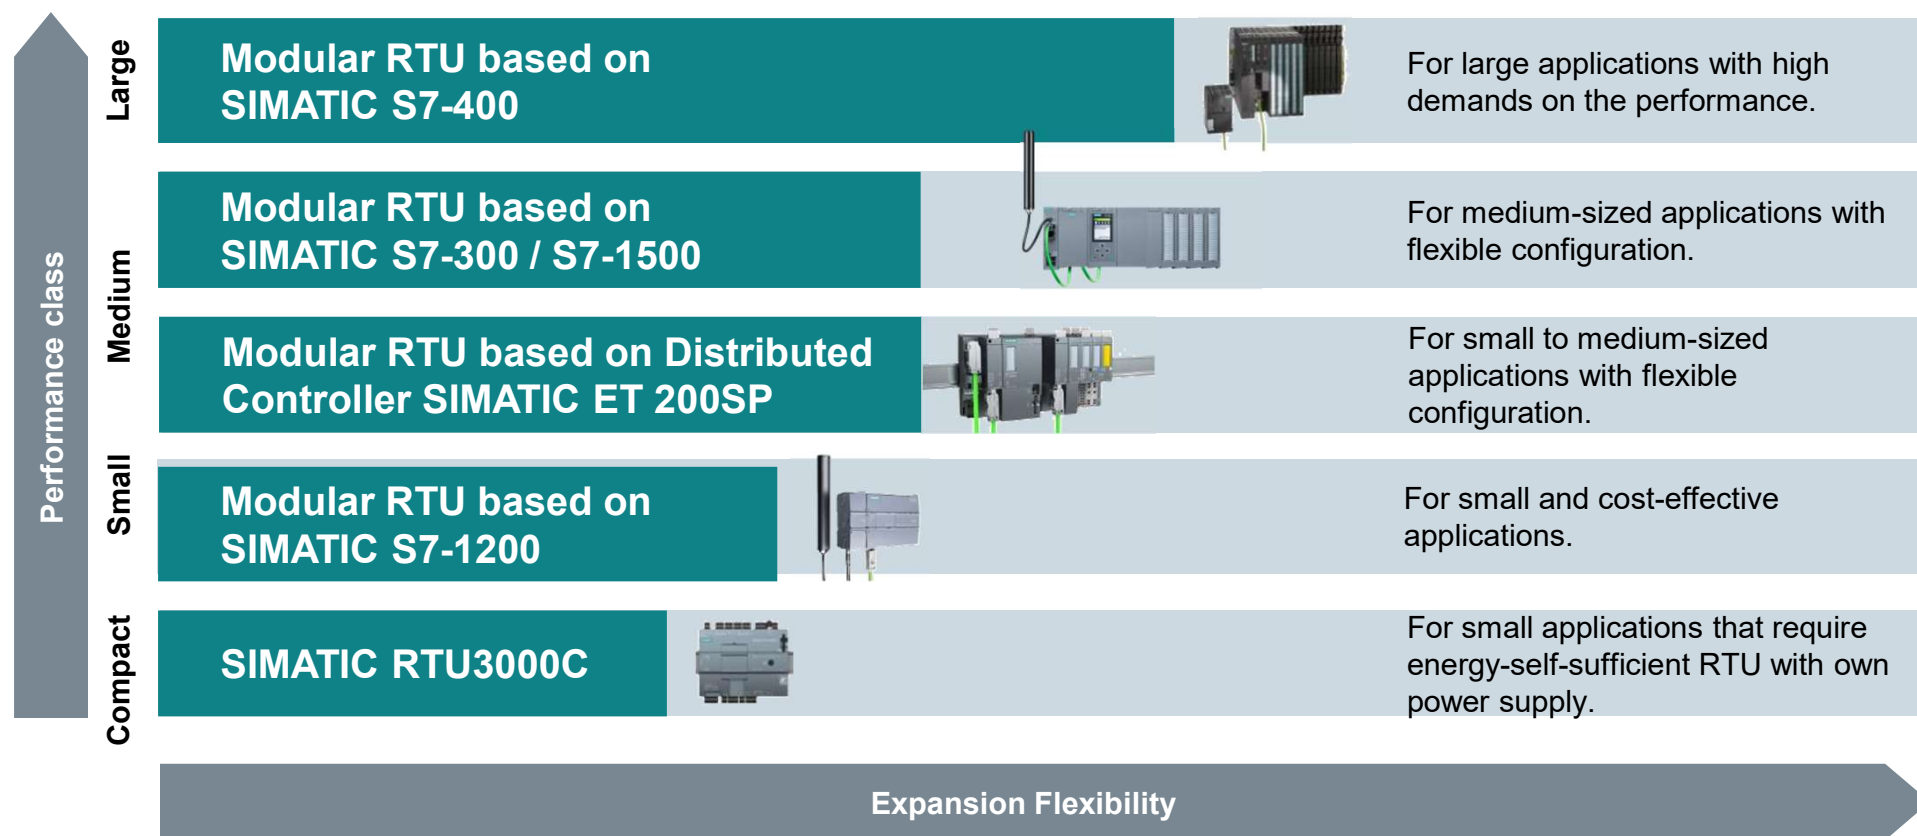 Performance class
Large
Modular RTU based on
SIMATIC S7-400
For large applications with high
demands on the performance.
Medium
Modular RTU based on
SIMATIC S7-300 / S7-1500
For medium-sized applications with
flexible configuration.
Modular RTU based on Distributed
Controller SIMATIC ET 200SP
For small to medium-sized
applications with flexible
configuration.
Small
Modular RTU based on
SIMATIC S7-1200
For small and cost-effective
applications.
Compact
SIMATIC RTU3000C
For small applications that require
energy-self-sufficient RTU with own
power supply.
Expansion Flexibility